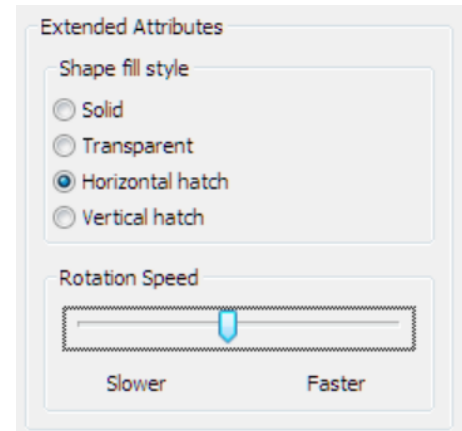 Extended Attributes
Shape fill style
Solid
Transparent
Horizontal hatch
Vertical hatch
Rotation Speed
Slower Faster